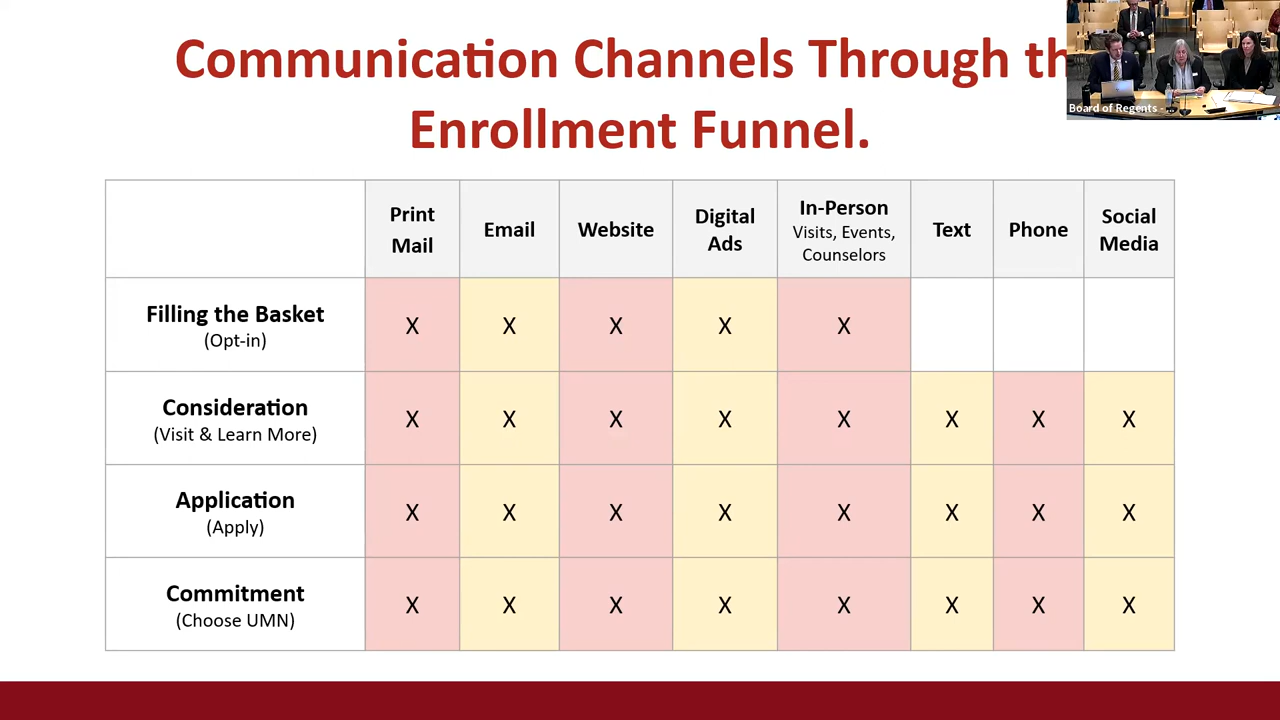 Communication Channels Through th
Enrollment Funnel.
Board of Regents - ...
Print
Mail
Email
Website
Digital
Ads
In-Person
Visits, Events,
Counselors
Text
Phone
Social
Media
Filling the Basket
(Opt-in)
X X X X X
Consideration
(Visit & Learn More)
X X X X X X X X
Application
(Apply)
X X X X X X X X
Commitment
(Choose UMN)
X X X X X X X X